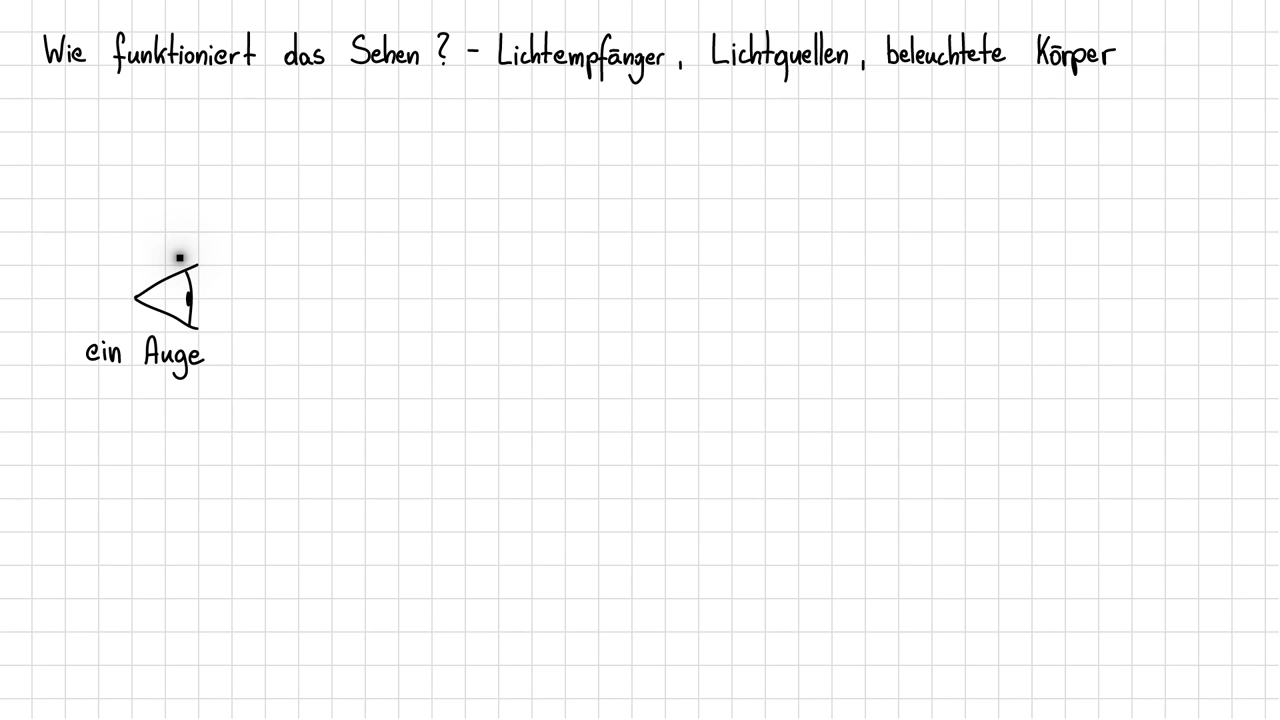 Wie funktioniert das Sehen? - Lichtempfänger, Lichtquellen, beleuchtete Körper
ein Auge